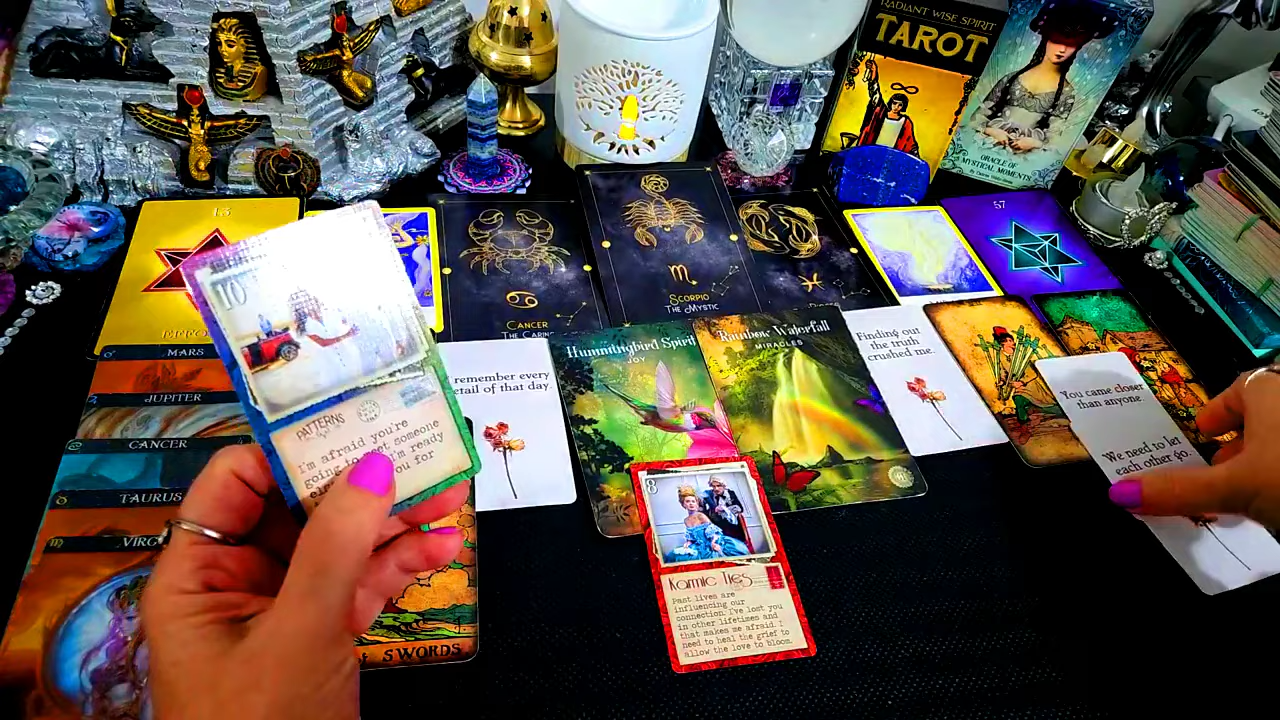 RADIANT WISE SPIRIT
TAROT
ORACLE OF
MYSTICAL MOMENTS
13
57
CANCER
SCORPIO
THE MYSTIC
MARS
JUPITER
CANCER
TAURUS
10
PATTERNS
I'm afraid you're
going to meet someone
I'm ready
you for
remember every
detail of that day.
Hummingbird Spirit
JOY
Rainbow Waterfall
MIRACLES
Finding out
the truth
crushed me.
You came closer
than anyone.
We need to let
each other go.
8
Karmic Ties
Past lives are
influencing our
connection. I've lost you
in other lifetimes and
that makes me afraid. I
need to heal the grief to
allow the love to bloom.
SWORDS